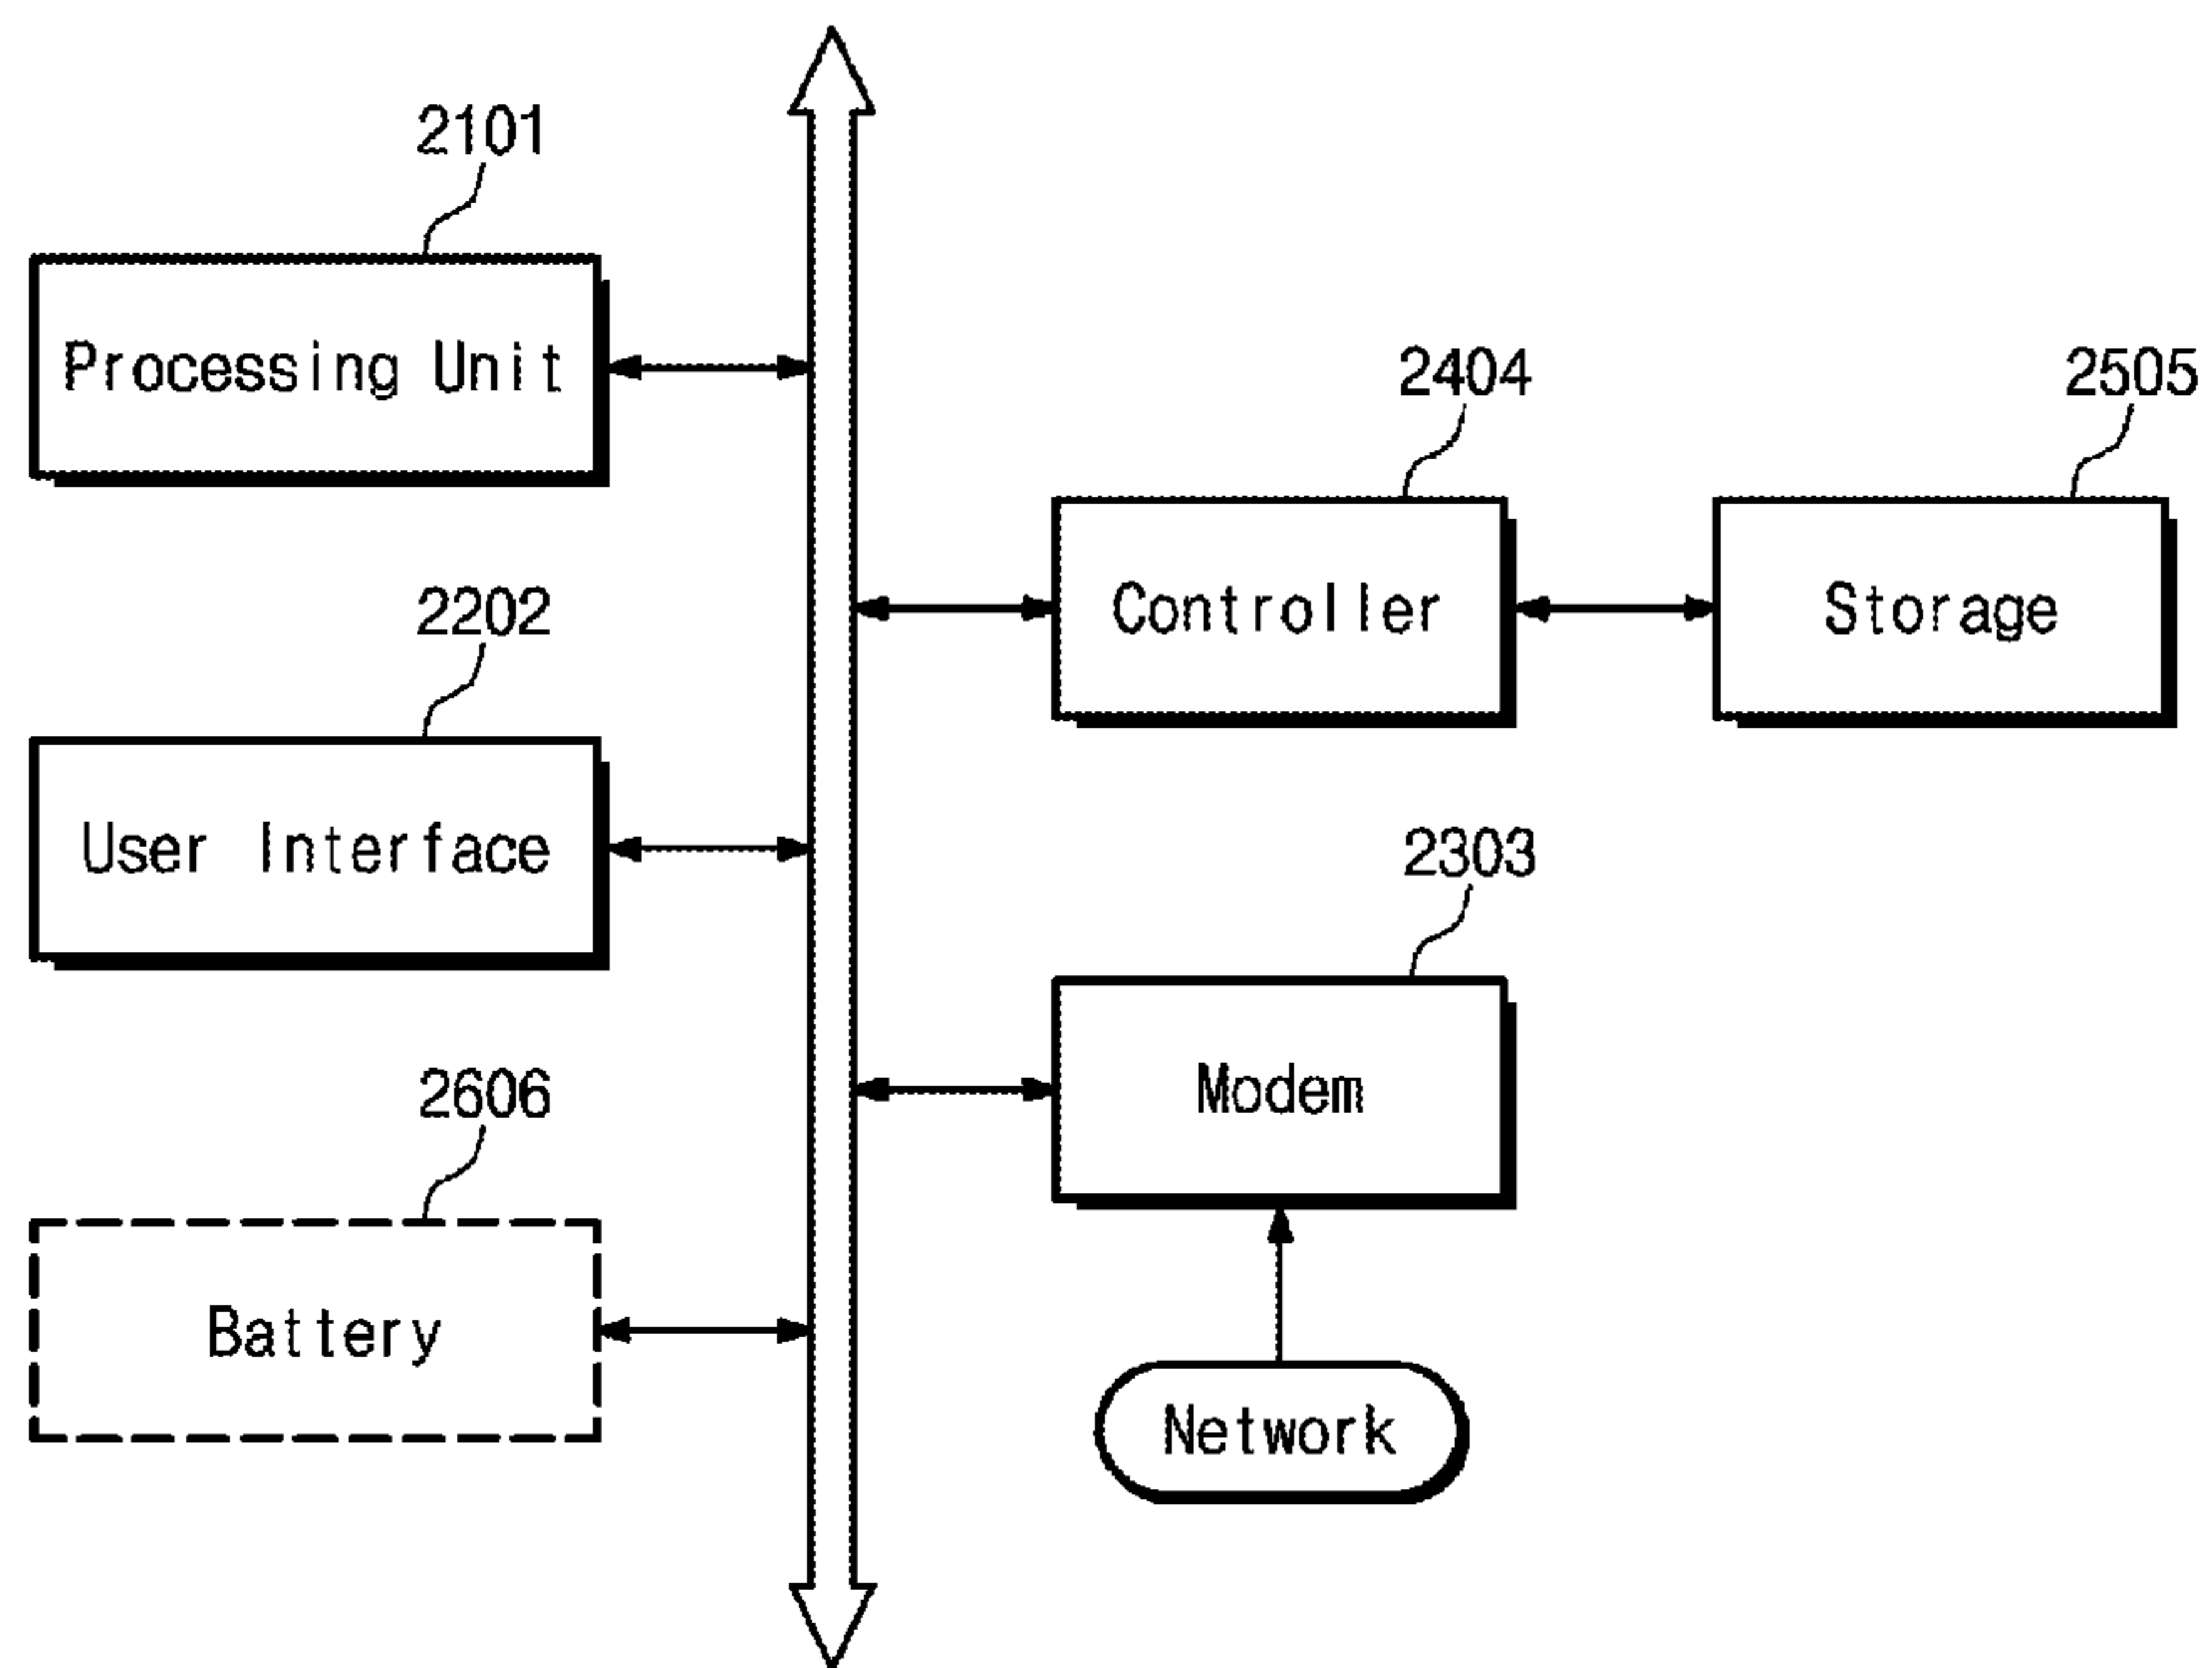 2101
Processing Unit
2404
Controller
2505
Storage
2202
User Interface
2303
Modem
2606
Battery
Network